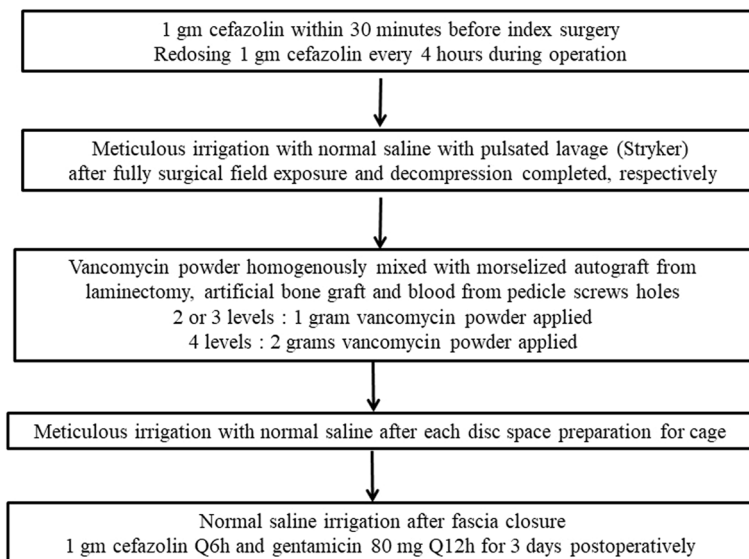 1 gm cefazolin within 30 minutes before index surgery
Redosing 1 gm cefazolin every 4 hours during operation
Meticulous irrigation with normal saline with pulsated lavage (Stryker)
after fully surgical field exposure and decompression completed, respectively
Vancomycin powder homogenously mixed with morselized autograft from
laminectomy, artificial bone graft and blood from pedicle screws holes
2 or 3 levels : 1 gram vancomycin powder applied
4 levels : 2 grams vancomycin powder applied
Meticulous irrigation with normal saline after each disc space preparation for cage
Normal saline irrigation after fascia closure
1 gm cefazolin Q6h and gentamicin 80 mg Q12h for 3 days postoperatively